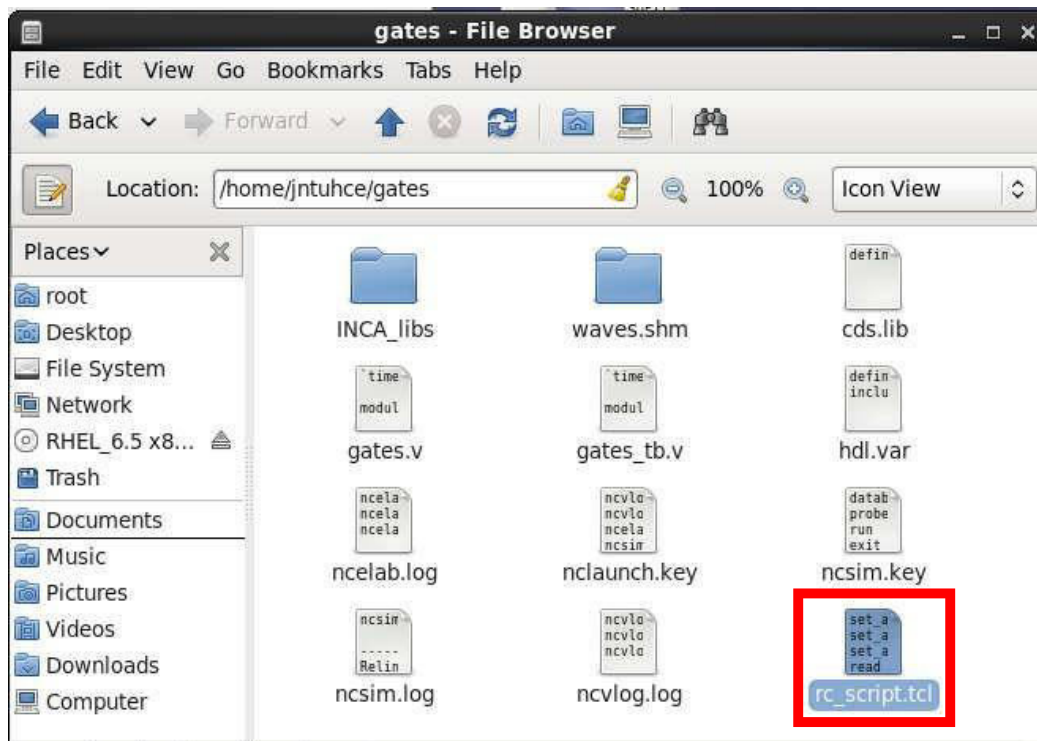 gates - File Browser
File Edit View Go Bookmarks Tabs Help
Back Forward
Location: /home/jntuhce/gates 100% Icon View
Places
root
Desktop
File System
Network
RHEL_6.5 x8...
Trash
Documents
Music
Pictures
Videos
Downloads
Computer
INCA_libs
waves.shm
defin
cds.lib
`time
modul
gates.v
`time
modul
gates_tb.v
defin
inclu
hdl.var
ncela
ncela
ncela
ncelab.log
ncvlo
ncvlo
ncela
ncsim
nclaunch.key
datab
probe
run
exit
ncsim.key
ncsim
-----
Relin
ncsim.log
ncvlo
ncvlo
ncvlo
ncvlog.log
set_a
set_a
set_a
read
rc_script.tcl